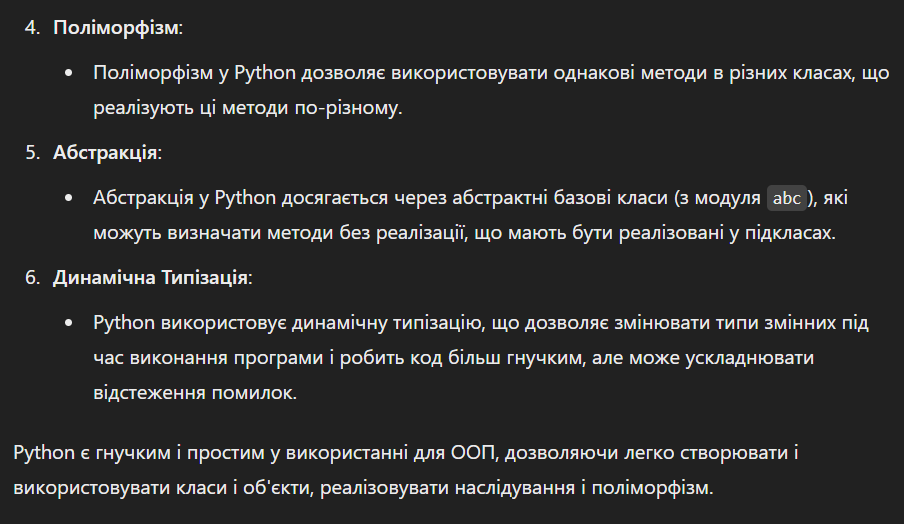 4. Поліморфізм:
• Поліморфізм у Python дозволяє використовувати однакові методи в різних класах, що
реалізують ці методи по-різному.
5. Абстракція:
• Абстракція у Python досягається через абстрактні базові класи (з модуля abc), які
можуть визначати методи без реалізації, що мають бути реалізовані у підкласах.
6. Динамічна Типізація:
• Python використовує динамічну типізацію, що дозволяє змінювати типи змінних під
час виконання програми і робить код більш гнучким, але може ускладнювати
відстеження помилок.
Python є гнучким і простим у використанні для ООП, дозволяючи легко створювати і
використовувати класи і об'єкти, реалізовувати наслідування і поліморфізм.